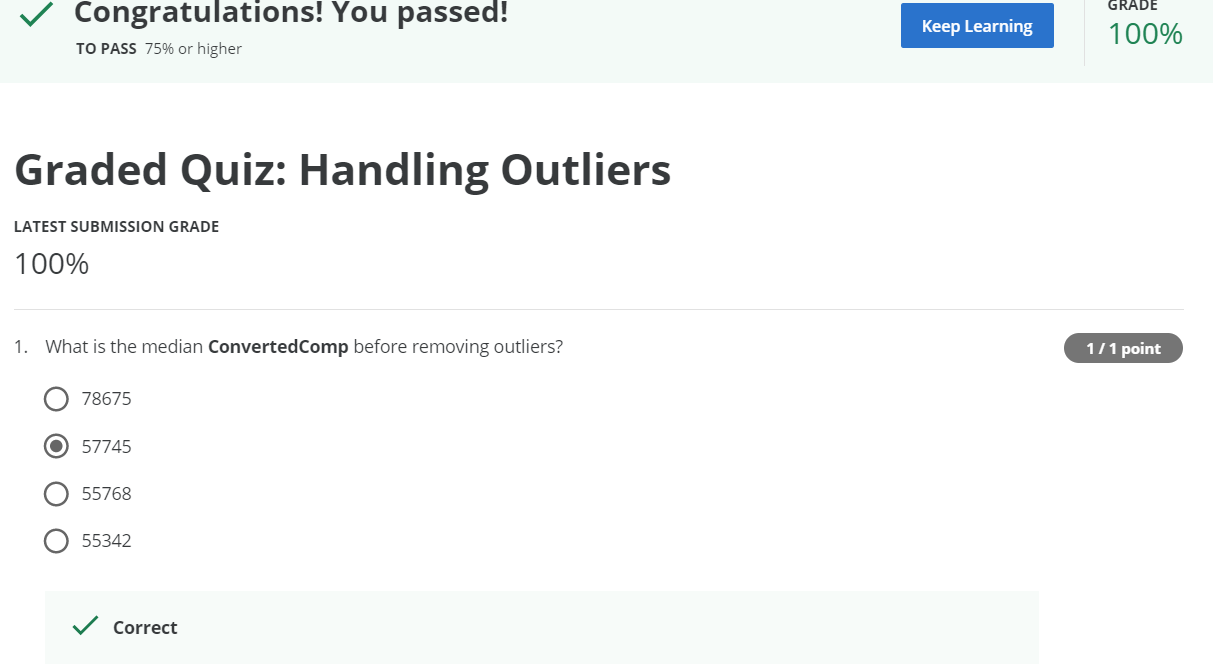 Congratulations! You passed!
TO PASS 75% or higher
Keep Learning
GRADE
100%
Graded Quiz: Handling Outliers
LATEST SUBMISSION GRADE
100%
1. What is the median ConvertedComp before removing outliers?
1 / 1 point
78675
57745
55768
55342
Correct